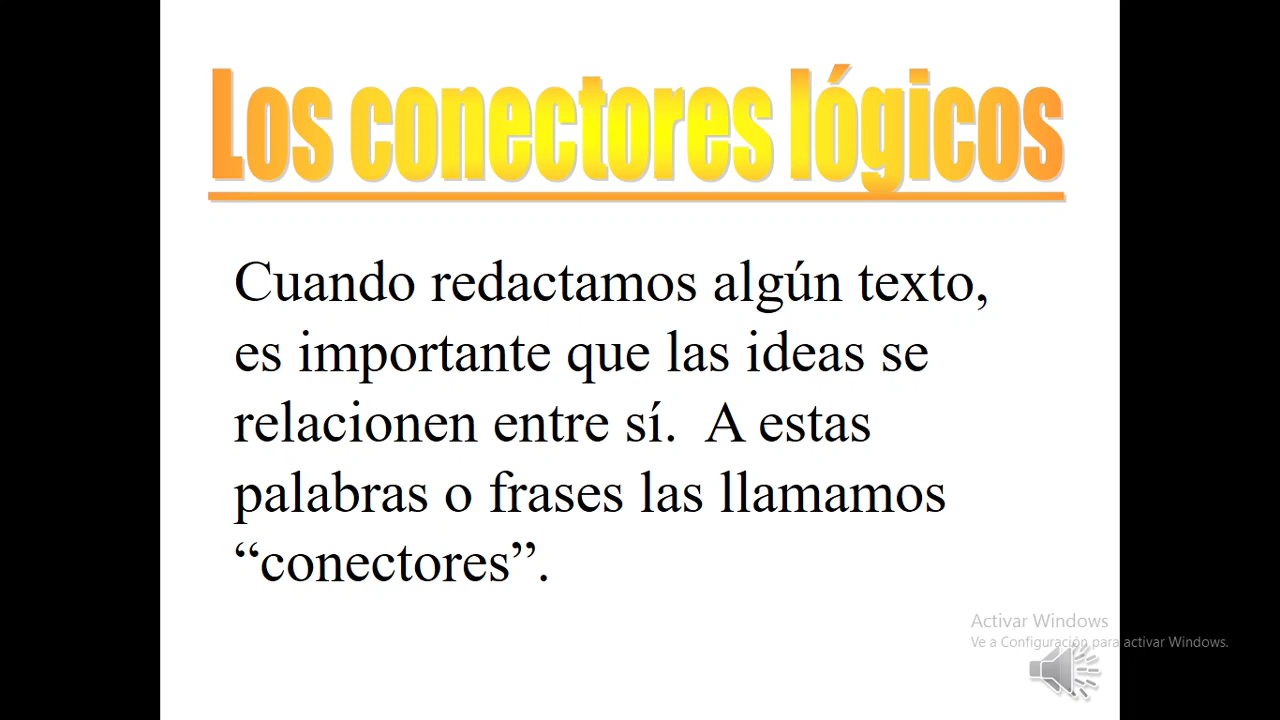 Los conectores lógicos
Cuando redactamos algún texto,
es importante que las ideas se
relacionen entre sí.  A estas
palabras o frases las llamamos
“conectores”.
Activar Windows
Ve a Configuración para activar Windows.